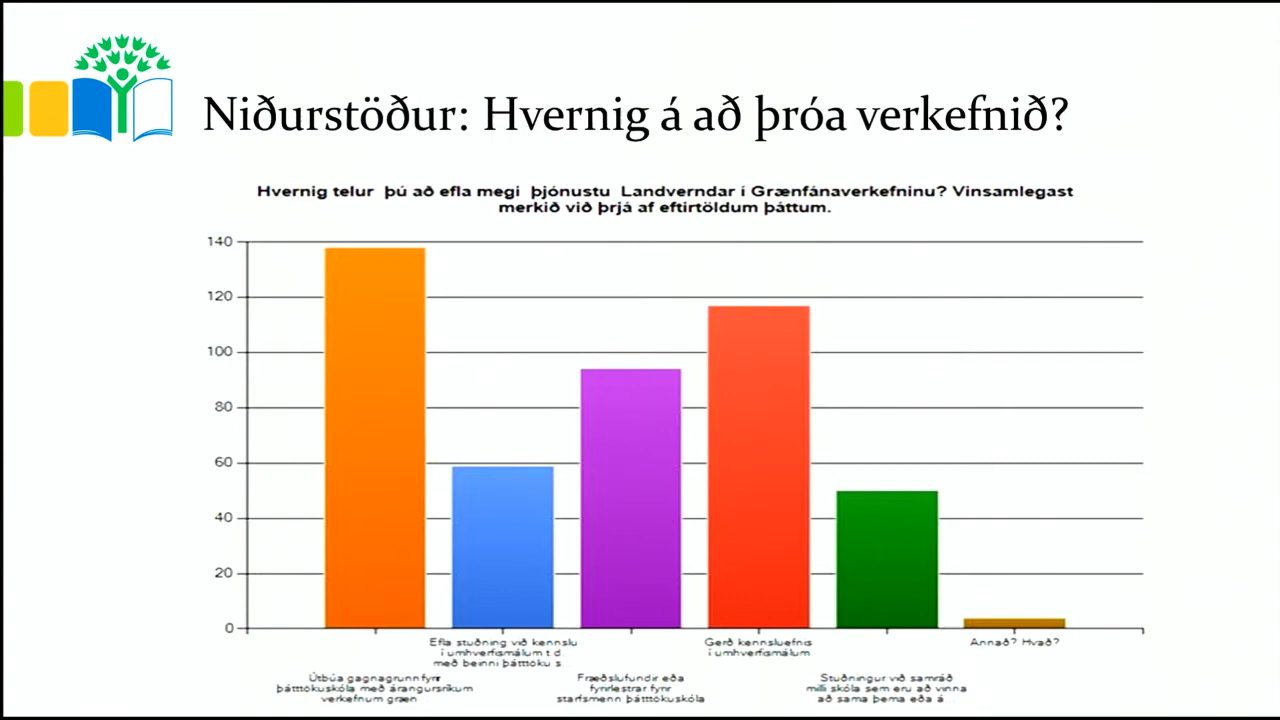 Niðurstöður: Hvernig á að þróa verkefnið?
Hvernig telur þú að efla megi þjónustu Landverndar í Grænfánaverkefninu? Vinsamlegast
merkið við þrjá af eftirtöldum þáttum.
140
120
100
80
60
40
20
0
Útbúa gagnagrunn fyrir
þátttökuskóla með árangursríkum
verkefnum græn
Efla stuðning við kennslu
í umhverfismálum t.d.
með beinni þátttöku s...
Fræðslufundir eða
fyrirlestrar fyrir
starfsmenn þátttökuskóla
Gerð kennsluefnis
í umhverfismálum
Stuðningur við samráð
milli skóla sem eru að vinna
að sama þema eða á...
Annað? Hvað?